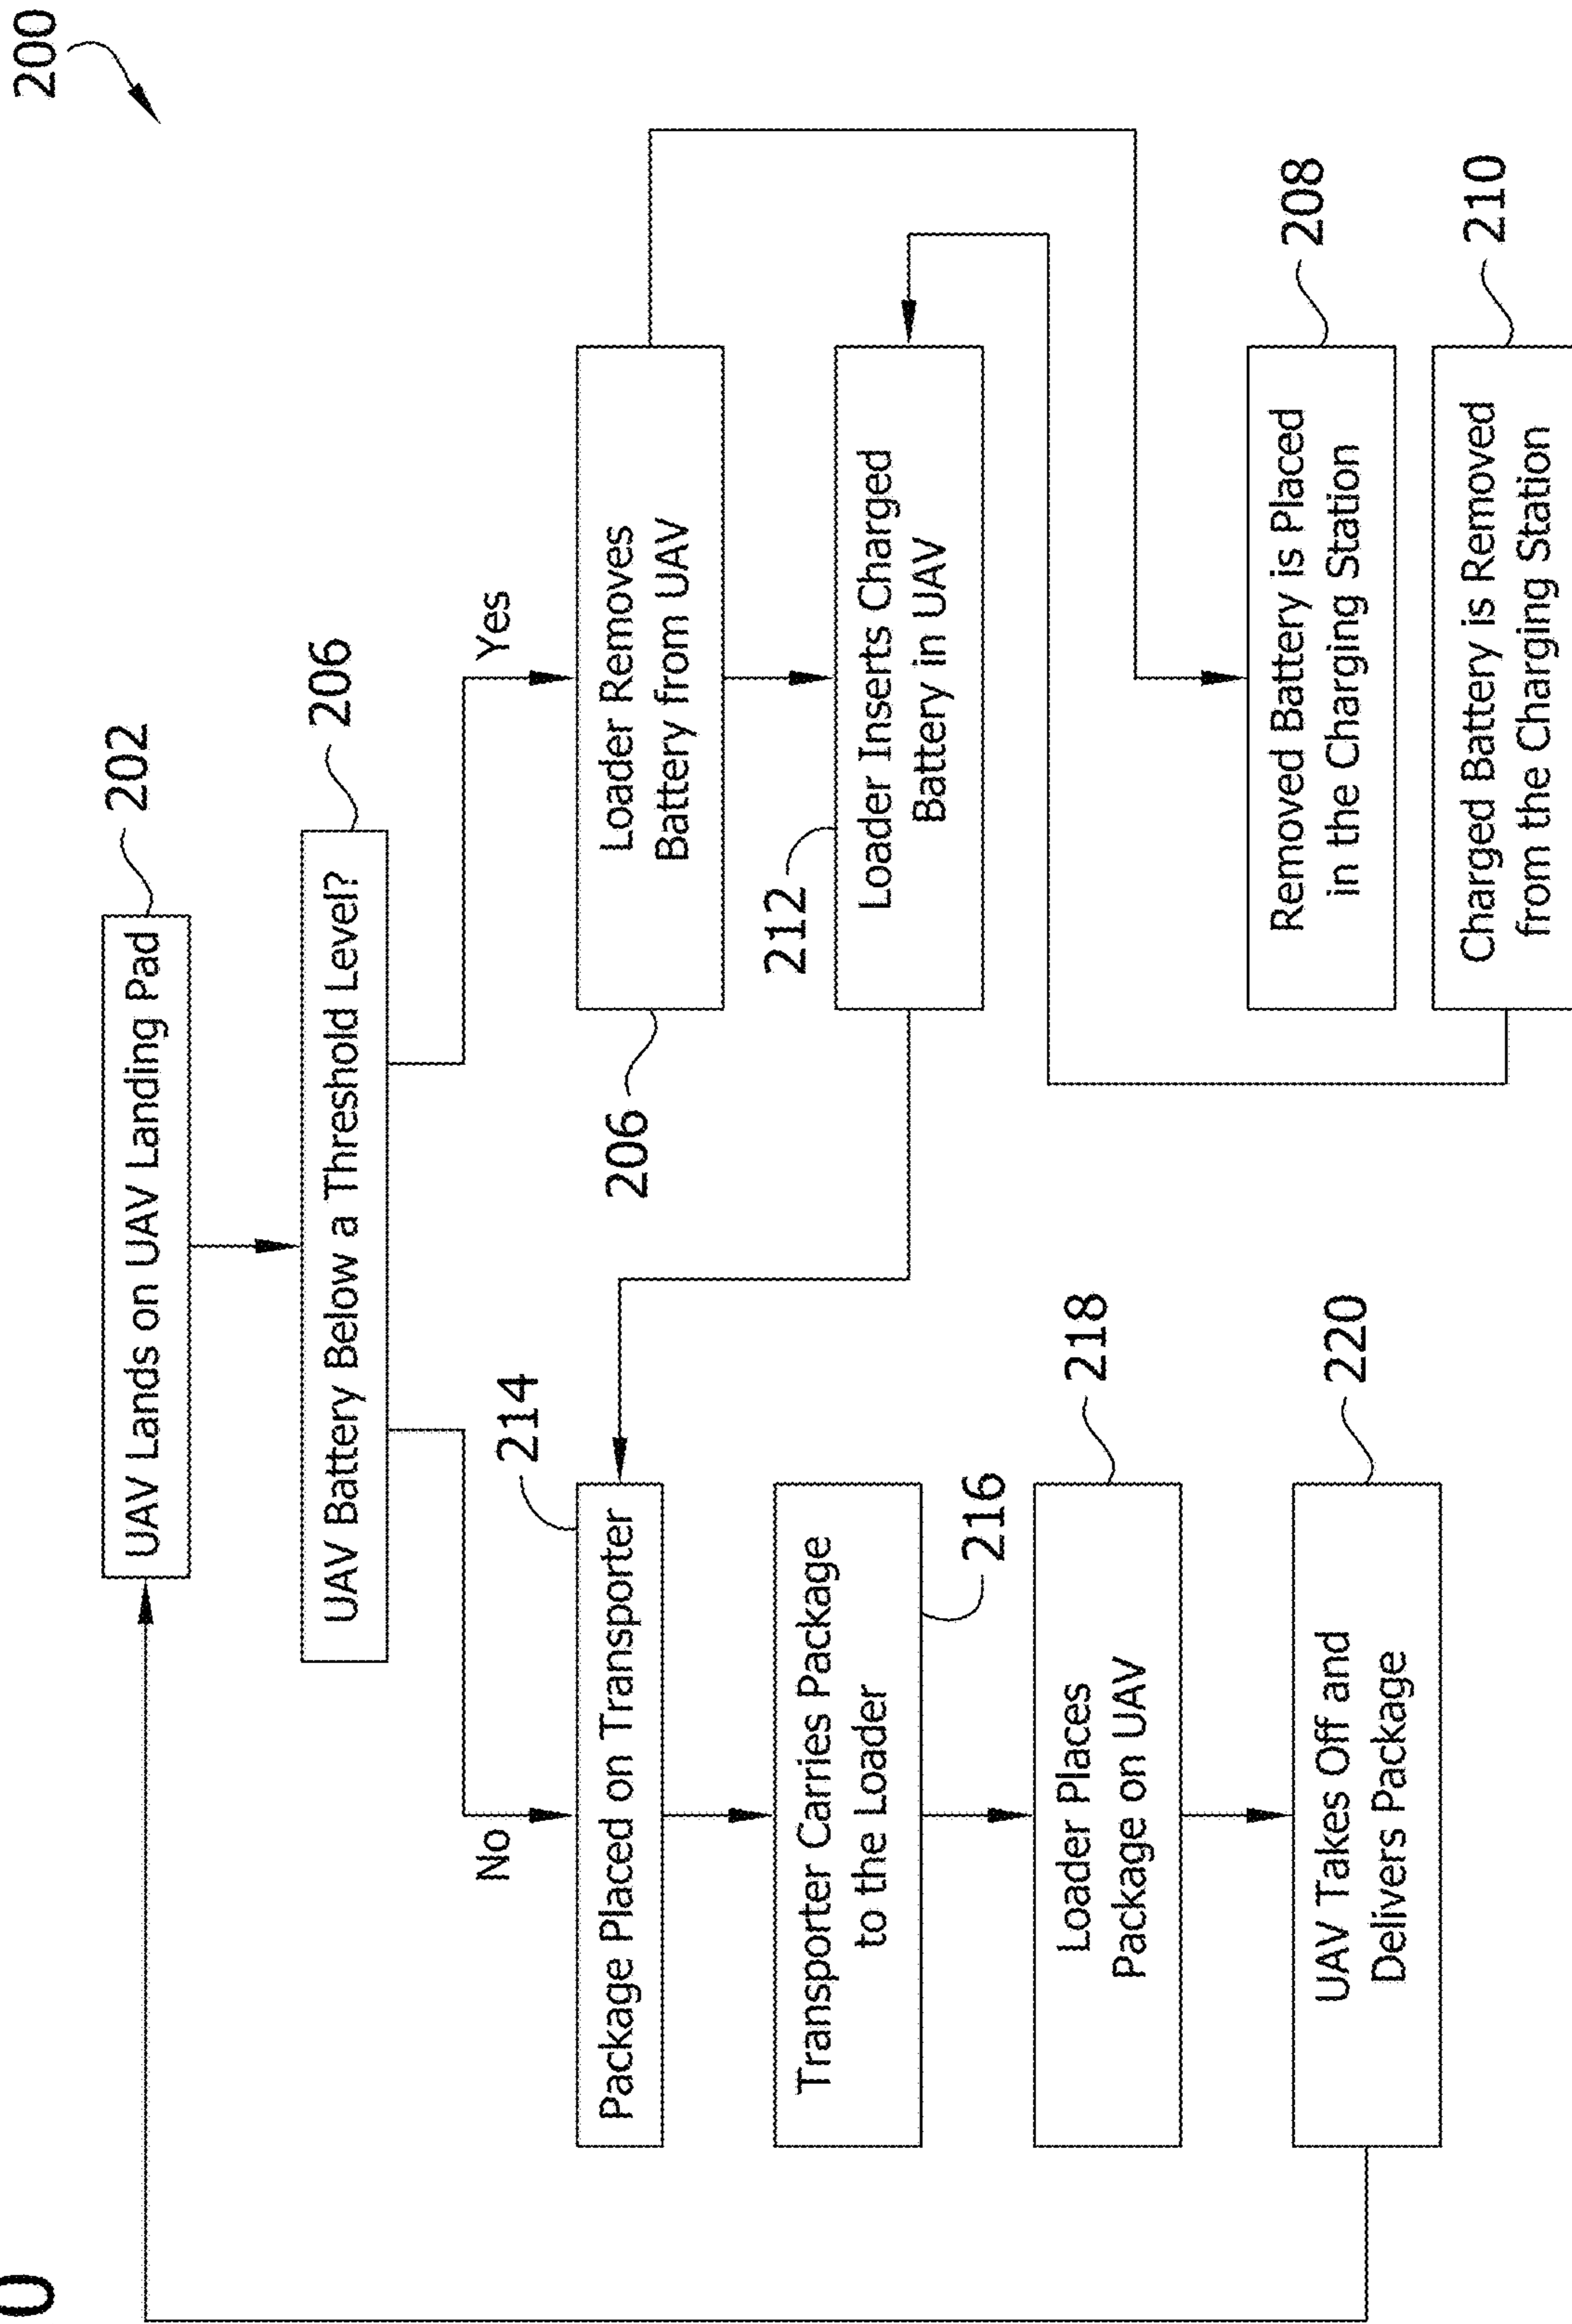 200
UAV Lands on UAV Landing Pad
202
UAV Battery Below a Threshold Level?
206
No
Yes
214
Package Placed on Transporter
Loader Removes
Battery from UAV
206
212
Loader Inserts Charged
Battery in UAV
Transporter Carries Package
to the Loader
216
Loader Places
Package on UAV
218
Removed Battery is Placed
in the Charging Station
208
UAV Takes Off and
Delivers Package
220
Charged Battery is Removed
from the Charging Station
210